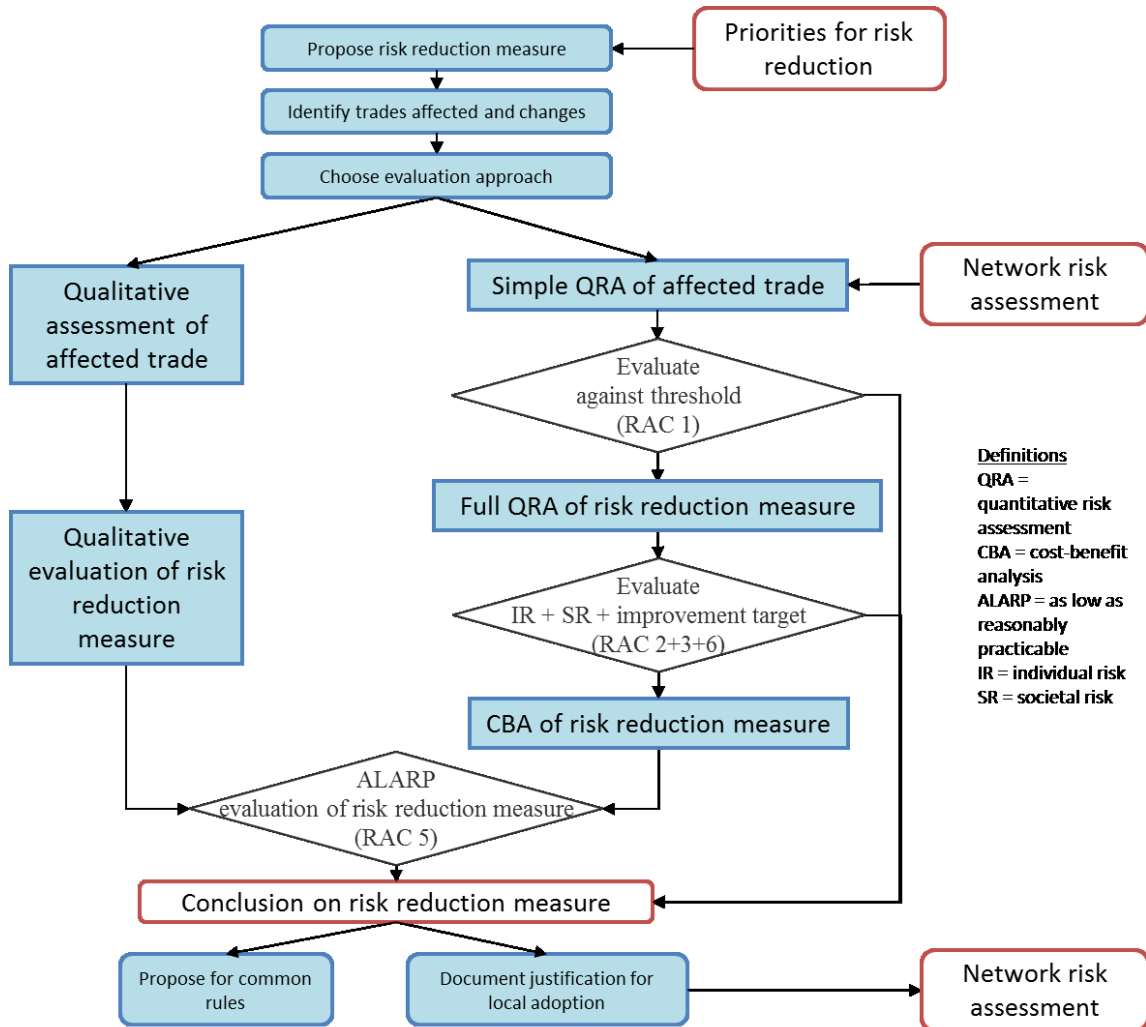 Priorities for risk
reduction
Propose risk reduction measure
Identify trades affected and changes
Choose evaluation approach
Qualitative
assessment of
affected trade
Simple QRA of affected trade
Network risk
assessment
Evaluate
against threshold
(RAC 1)
Definitions
QRA =
quantitative risk
assessment
CBA = cost-benefit
analysis
ALARP = as low as
reasonably
practicable
IR = individual risk
SR = societal risk
Full QRA of risk reduction measure
Qualitative
evaluation of risk
reduction
measure
Evaluate
IR + SR + improvement target
(RAC 2+3+6)
CBA of risk reduction measure
ALARP
evaluation of risk reduction measure
(RAC 5)
Conclusion on risk reduction measure
Propose for common
rules
Document justification for
local adoption
Network risk
assessment